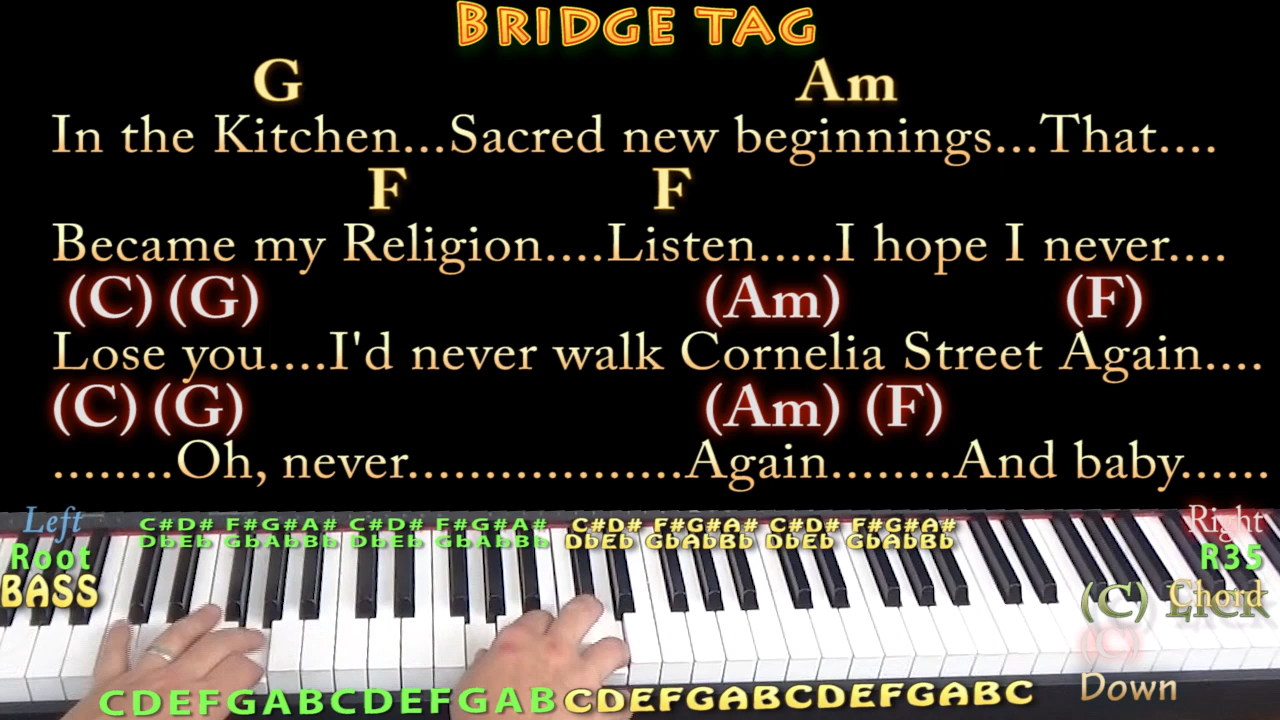 BRIDGE TAG
G Am
In the Kitchen...Sacred new beginnings...That....
F F
Became my Religion....Listen.....I hope I never....
(C) (G) (Am) (F)
Lose you....I'd never walk Cornelia Street Again....
(C) (G) (Am) (F)
........Oh, never.................Again........And baby......
Left
Root
BASS
C#D# F#G#A# C#D# F#G#A# C#D# F#G#A# C#D# F#G#A#
DbEb GbAbBb DbEb GbAbBb DbEb GbAbBb DbEb GbAbBb
Right
R35
(C) Chord
(C)
Down
CDEFGABCDEFGABCDEFGABCDEFGABC